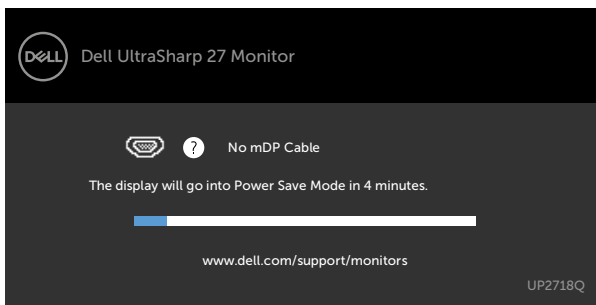 DELL
Dell UltraSharp 27 Monitor
? No mDP Cable
The display will go into Power Save Mode in 4 minutes.
www.dell.com/support/monitors
UP2718Q